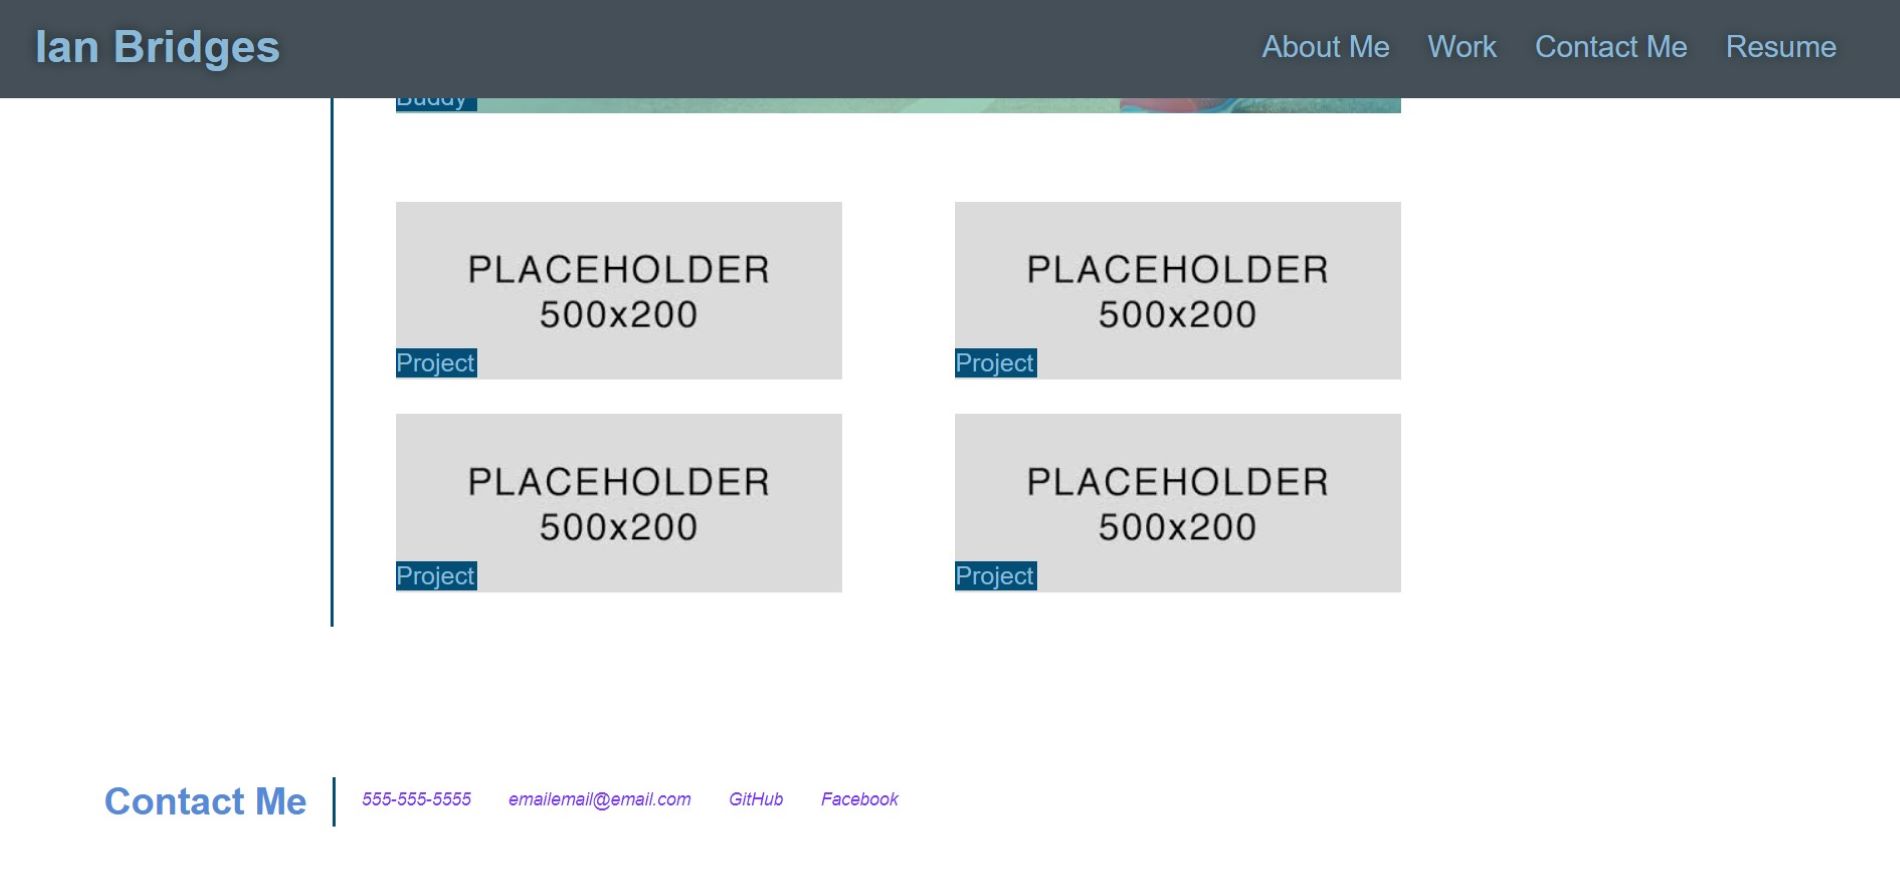 Ian Bridges
About Me Work Contact Me Resume
Buddy
PLACEHOLDER
500x200
Project
PLACEHOLDER
500x200
Project
PLACEHOLDER
500x200
Project
PLACEHOLDER
500x200
Project
Contact Me
555-555-5555 emailemail@email.com GitHub Facebook